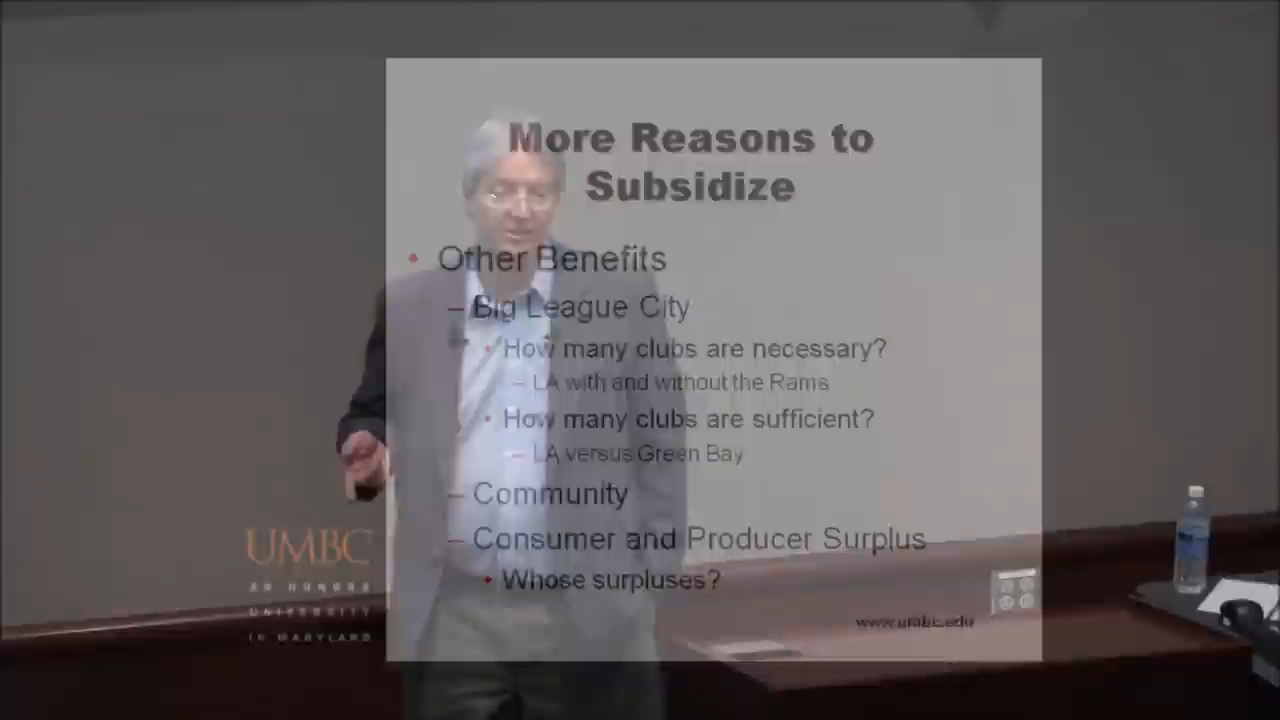 More Reasons to
Subsidize
• Other Benefits
– Big League City
• How many clubs are necessary?
– LA with and without the Rams
• How many clubs are sufficient?
– LA versus Green Bay
– Community
– Consumer and Producer Surplus
• Whose surpluses?
www.umbc.edu
UMBC
AN HONORS
UNIVERSITY
IN MARYLAND